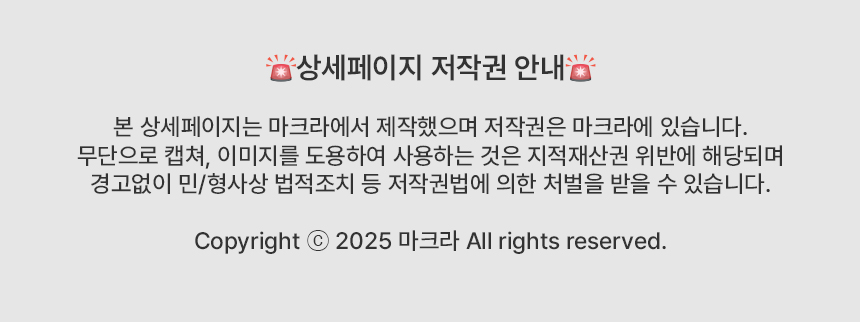 🚨상세페이지 저작권 안내🚨
본 상세페이지는 마크라에서 제작했으며 저작권은 마크라에 있습니다.
무단으로 캡쳐, 이미지를 도용하여 사용하는 것은 지적재산권 위반에 해당되며
경고없이 민/형사상 법적조치 등 저작권법에 의한 처벌을 받을 수 있습니다.
Copyright ⓒ 2025 마크라 All rights reserved.